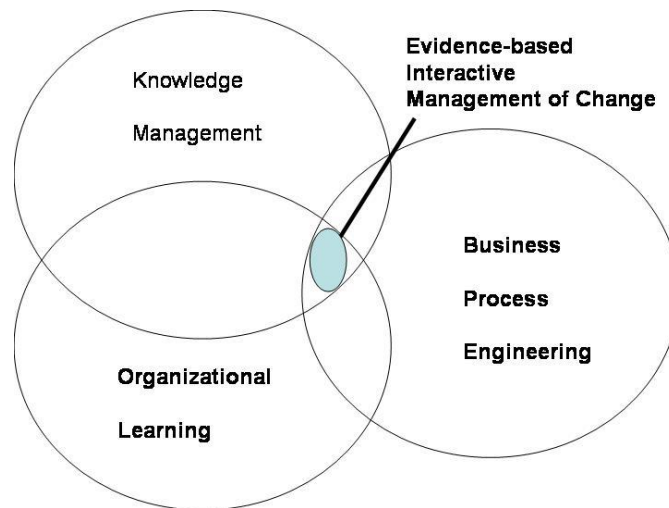 Evidence-based
Interactive
Management of Change
Knowledge
Management
Business
Process
Engineering
Organizational
Learning